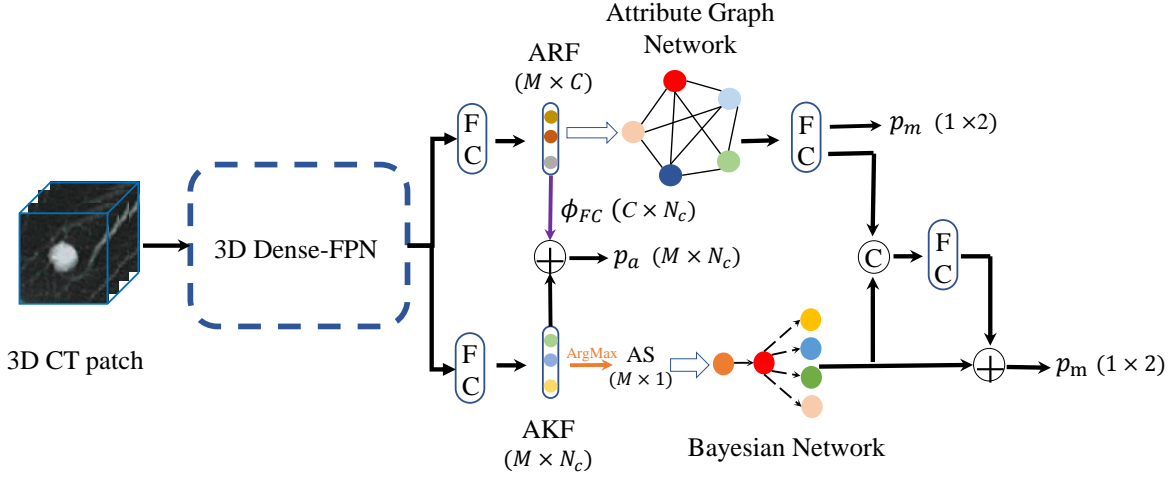 Attribute Graph
Network
ARF
(M × C)
F
C
F
C
p_m (1 ×2)
ϕ_FC (C × N_c)
3D Dense-FPN
p_a (M × N_c)
C
F
C
3D CT patch
F
C
ArgMax
AS
(M × 1)
p_m (1 × 2)
AKF
(M × N_c)
Bayesian Network